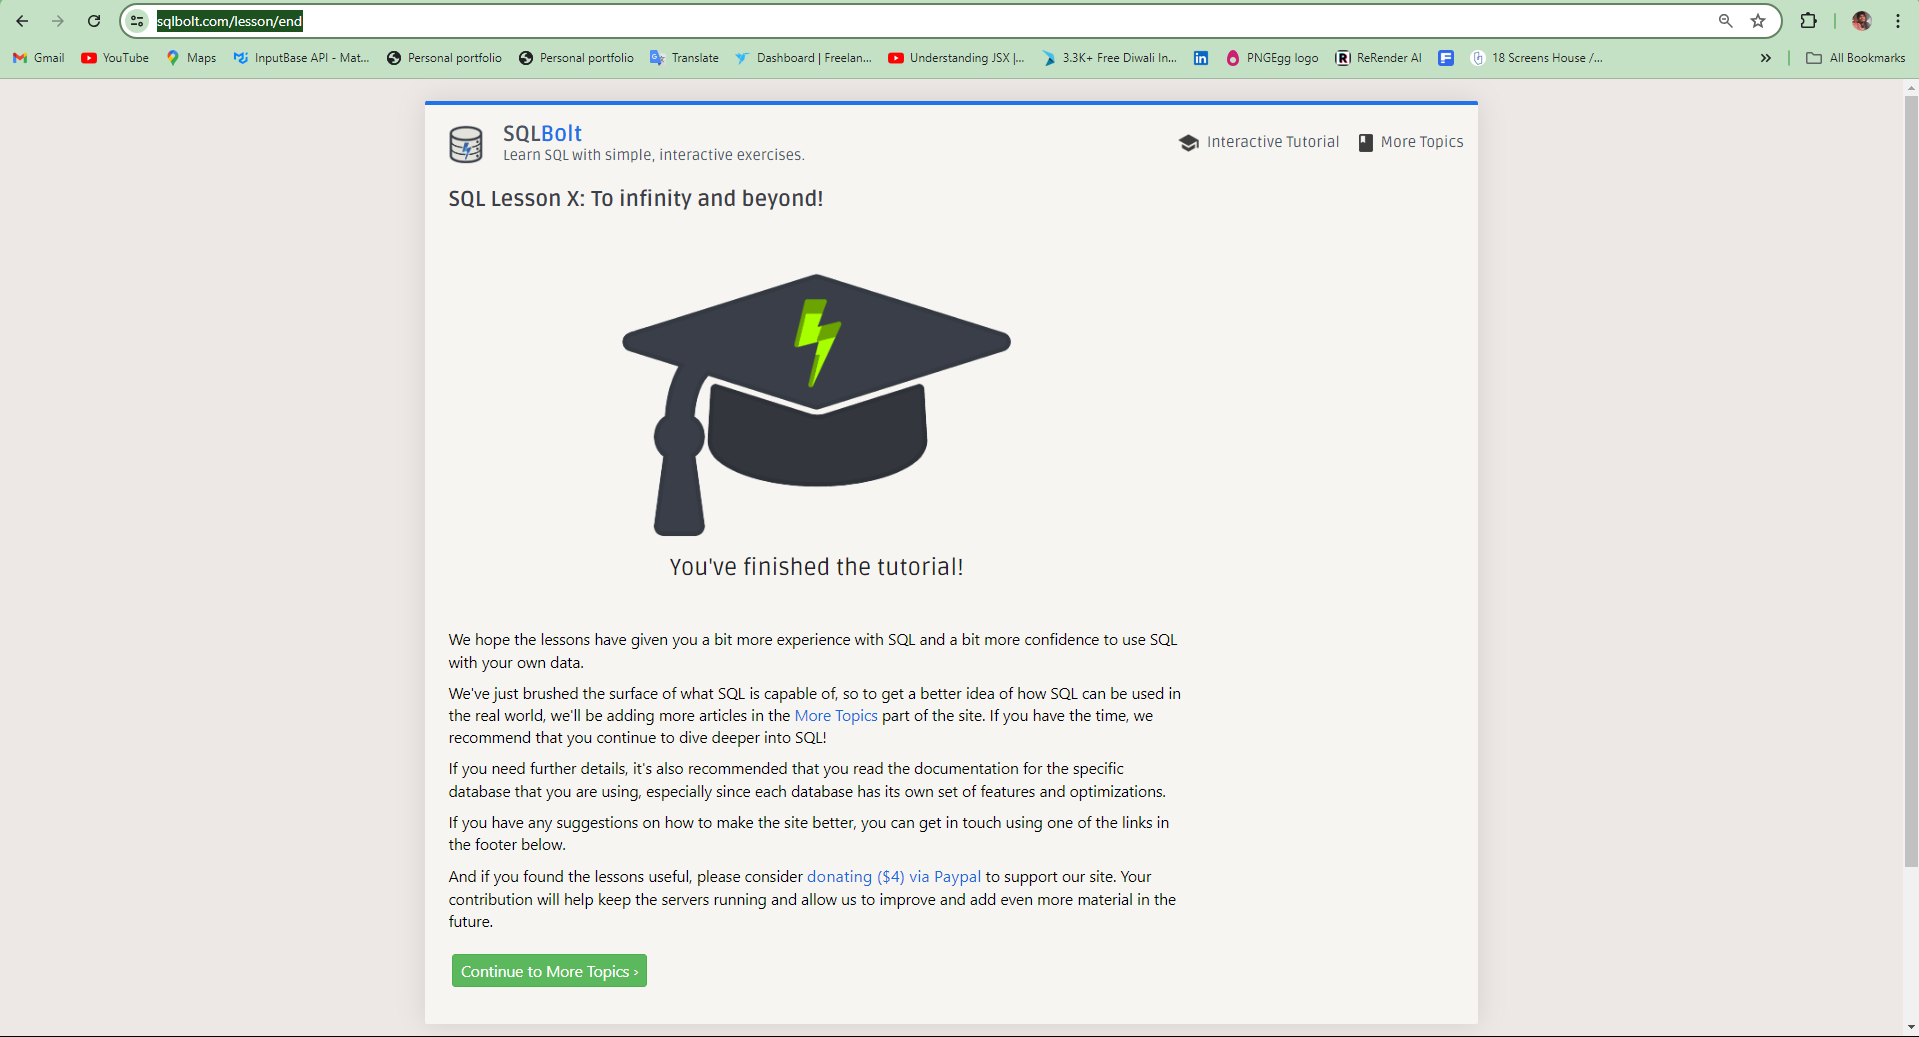 sqlbolt.com/lesson/end
Gmail YouTube Maps InputBase API - Mat... Personal portfolio Personal portfolio Translate Dashboard | Freelan... Understanding JSX |... 3.3K+ Free Diwali In... PNGEgg logo ReRender AI 18 Screens House /... » All Bookmarks
SQLBolt
Learn SQL with simple, interactive exercises.
Interactive Tutorial More Topics
SQL Lesson X: To infinity and beyond!
You've finished the tutorial!
We hope the lessons have given you a bit more experience with SQL and a bit more confidence to use SQL
with your own data.
We've just brushed the surface of what SQL is capable of, so to get a better idea of how SQL can be used in
the real world, we'll be adding more articles in the More Topics part of the site. If you have the time, we
recommend that you continue to dive deeper into SQL!
If you need further details, it's also recommended that you read the documentation for the specific
database that you are using, especially since each database has its own set of features and optimizations.
If you have any suggestions on how to make the site better, you can get in touch using one of the links in
the footer below.
And if you found the lessons useful, please consider donating ($4) via Paypal to support our site. Your
contribution will help keep the servers running and allow us to improve and add even more material in the
future.
Continue to More Topics ›